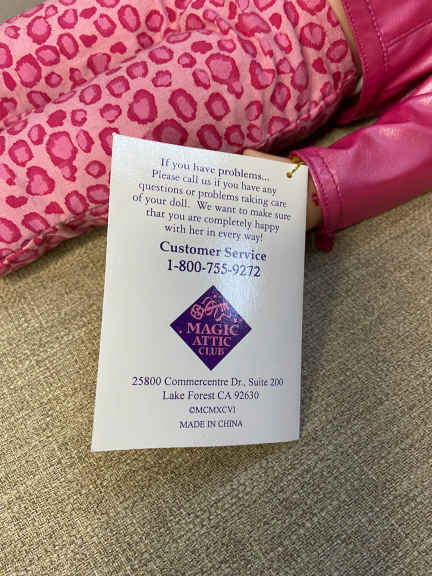 If you have problems...
Please call us if you have any
questions or problems taking care
of your doll. We want to make sure
that you are completely happy
with her in every way!
Customer Service
1-800-755-9272
MAGIC
ATTIC
CLUB
25800 Commercentre Dr., Suite 200
Lake Forest CA 92630
©MCMXCVI
MADE IN CHINA